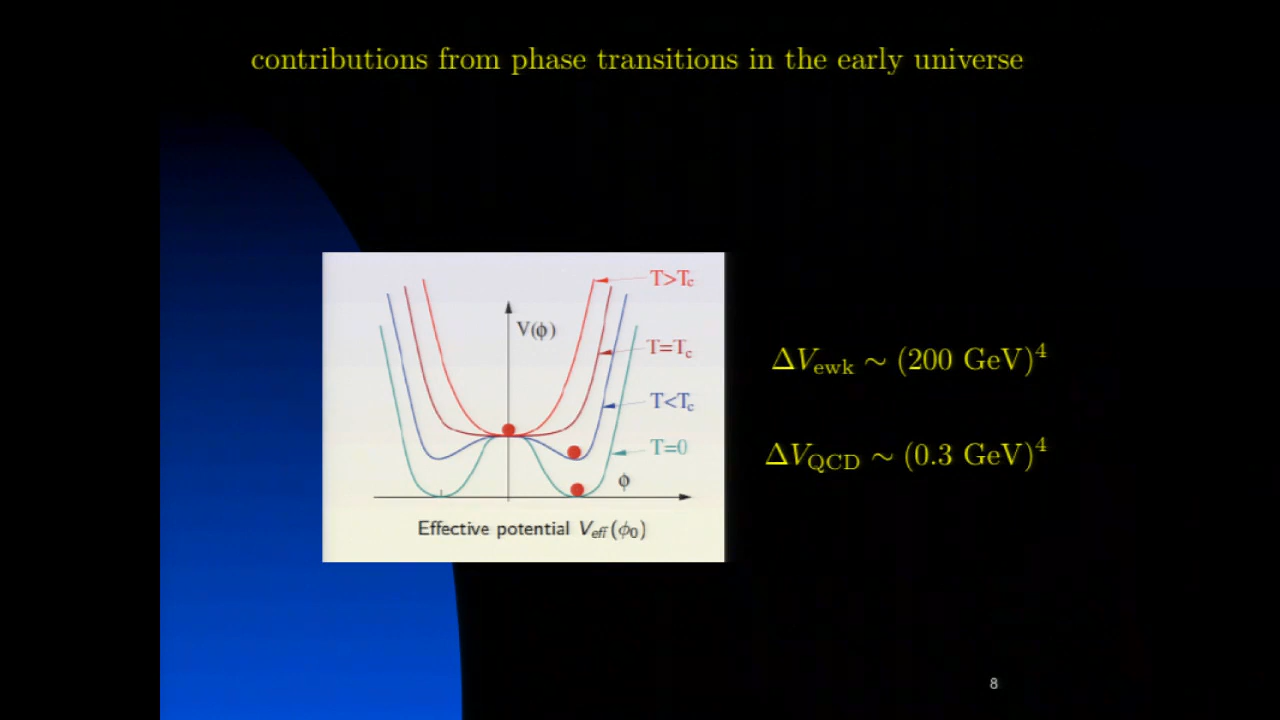 contributions from phase transitions in the early universe
T>Tc
V(ϕ)
T=Tc
T<Tc
T=0
ϕ
Effective potential Veff(ϕ0)
ΔVewk ∼ (200 GeV)⁴
ΔVQCD ∼ (0.3 GeV)⁴
8